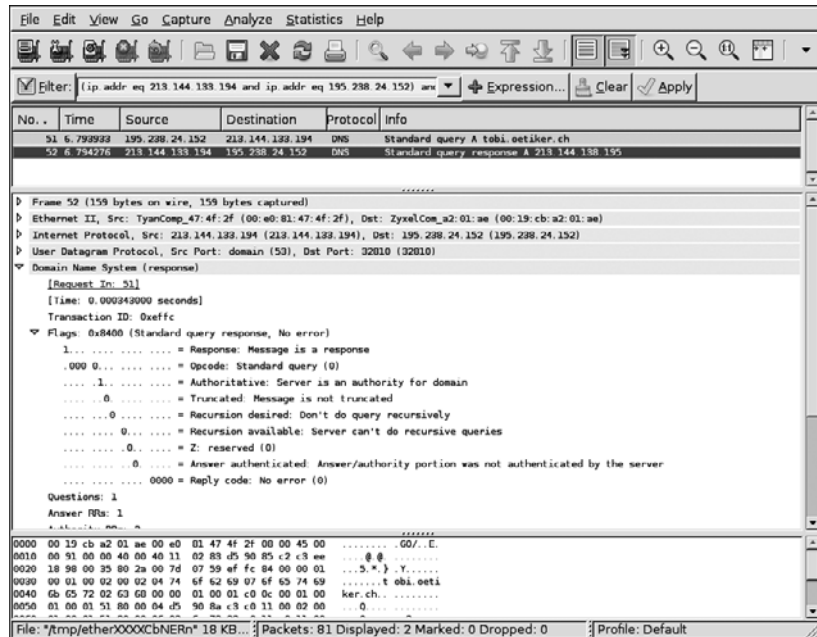 File Edit View Go Capture Analyze Statistics Help
Filter: (ip.addr eq 213.144.133.194 and ip.addr eq 195.238.24.152) and Expression... Clear Apply
No.. Time Source Destination Protocol Info
51 6.793933 195.238.24.152 213.144.133.194 DNS Standard query A tobi.oetiker.ch
52 6.794276 213.144.133.194 195.238.24.152 DNS Standard query response A 213.144.138.195
Frame 52 (159 bytes on wire, 159 bytes captured)
Ethernet II, Src: TyanComp_47:4f:2f (00:e0:81:47:4f:2f), Dst: ZyxelCom_a2:01:ae (00:19:cb:a2:01:ae)
Internet Protocol, Src: 213.144.133.194 (213.144.133.194), Dst: 195.238.24.152 (195.238.24.152)
User Datagram Protocol, Src Port: domain (53), Dst Port: 32810 (32810)
Domain Name System (response)
[Request In: 51]
[Time: 0.000343000 seconds]
Transaction ID: 0xeffc
Flags: 0x8400 (Standard query response, No error)
1... .... .... .... = Response: Message is a response
.000 0... .... .... = Opcode: Standard query (0)
.... .1.. .... .... = Authoritative: Server is an authority for domain
.... ..0. .... .... = Truncated: Message is not truncated
.... ...0 .... .... = Recursion desired: Don't do query recursively
.... .... 0... .... = Recursion available: Server can't do recursive queries
.... .... .0.. .... = Z: reserved (0)
.... .... ..0. .... = Answer authenticated: Answer/authority portion was not authenticated by the server
.... .... .... 0000 = Reply code: No error (0)
Questions: 1
Answer RRs: 1
0000 00 19 cb a2 01 ae 00 e0 81 47 4f 2f 08 00 45 00 ........ .GO/..E.
0010 00 91 00 00 40 00 40 11 02 83 d5 90 85 c2 c3 ee ....@.@. ........
0020 18 98 00 35 80 2a 00 7d 07 59 ef fc 84 00 00 01 ...5.*.} .Y......
0030 00 01 00 02 00 02 04 74 6f 62 69 07 6f 65 74 69 .......t obi.oeti
0040 6b 65 72 02 63 68 00 00 01 00 01 c0 0c 00 01 00 ker.ch.. ........
0050 01 00 01 51 80 00 04 d5 90 8a c3 c0 11 00 02 00 ...Q.... ........
File: "/tmp/etherXXXXCbNERn" 18 KB... Packets: 81 Displayed: 2 Marked: 0 Dropped: 0 Profile: Default